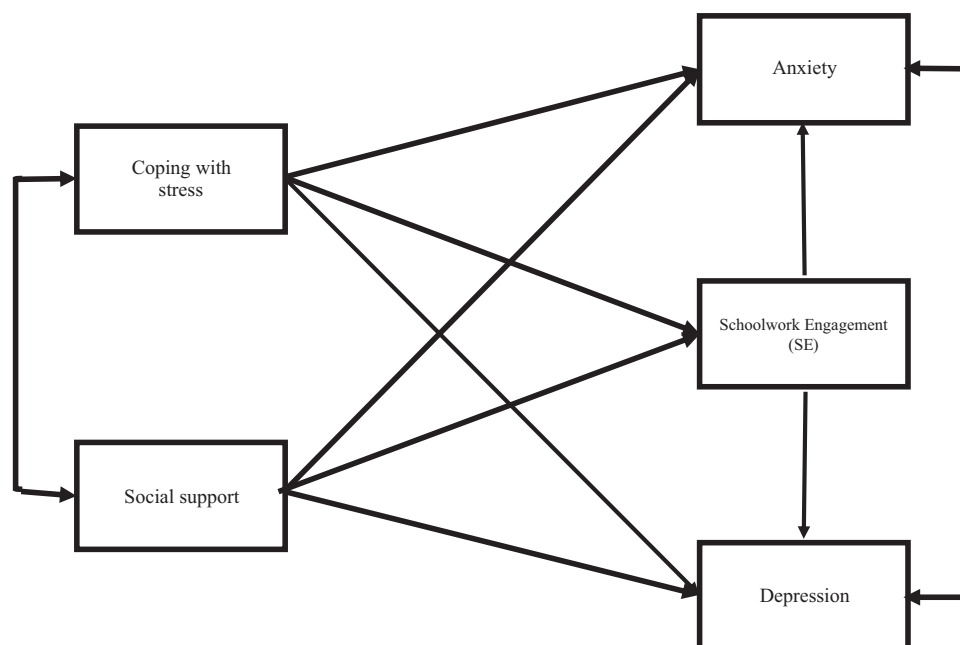 Anxiety
Coping with
stress
Schoolwork Engagement
(SE)
Social support
Depression